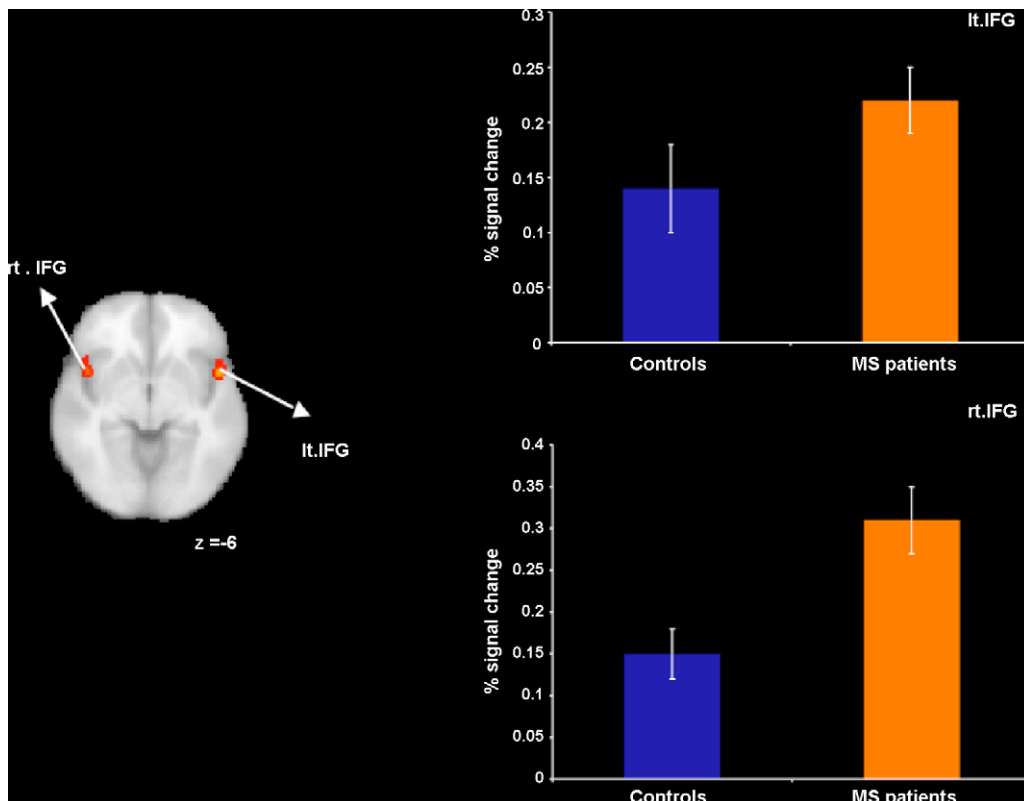 rt . IFG
lt.IFG
z =-6
lt.IFG
% signal change
0.3
0.25
0.2
0.15
0.1
0.05
0
Controls MS patients
rt.IFG
% signal change
0.4
0.35
0.3
0.25
0.2
0.15
0.1
0.05
0
Controls MS patients